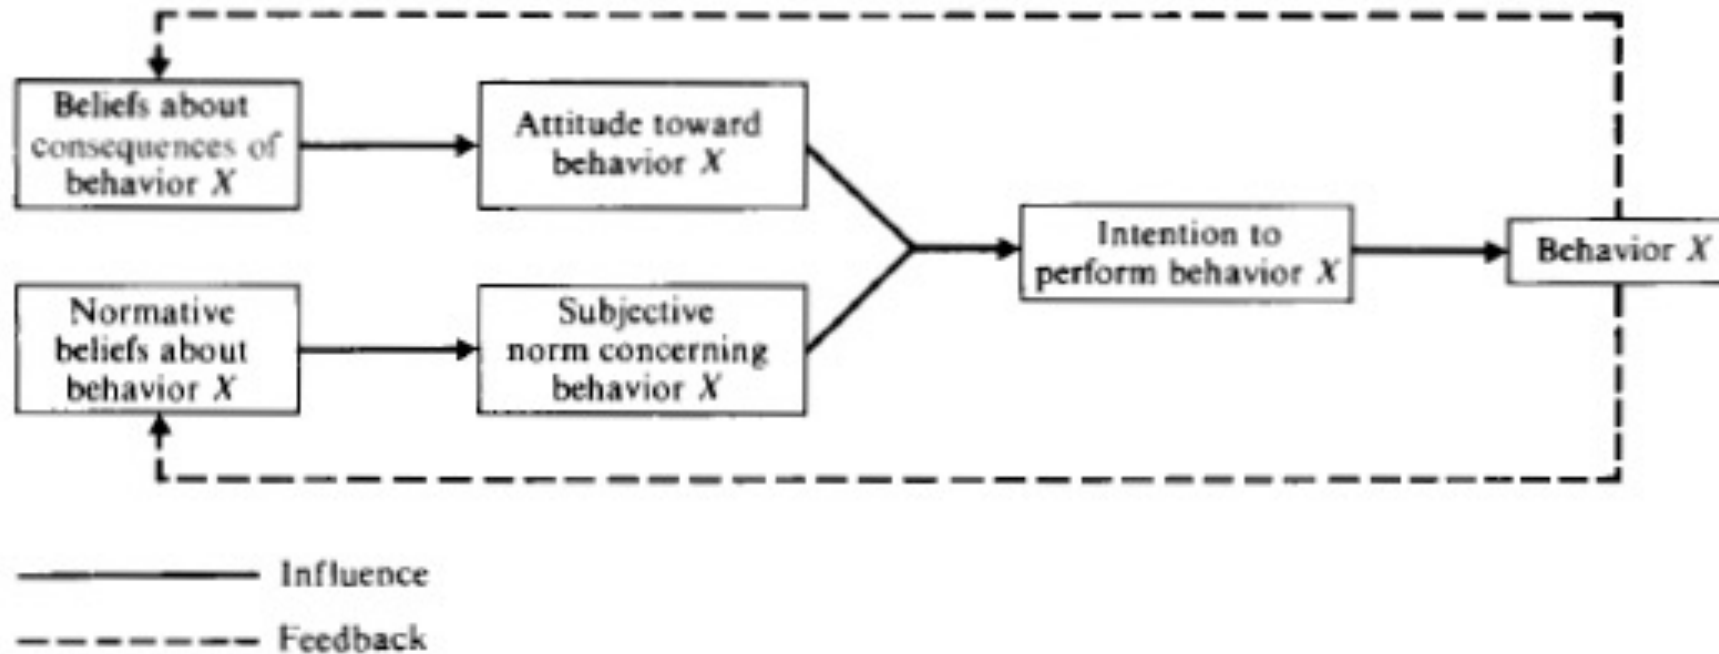 Beliefs about
consequences of
behavior X
Attitude toward
behavior X
Normative
beliefs about
behavior X
Subjective
norm concerning
behavior X
Intention to
perform behavior X
Behavior X
Influence
Feedback